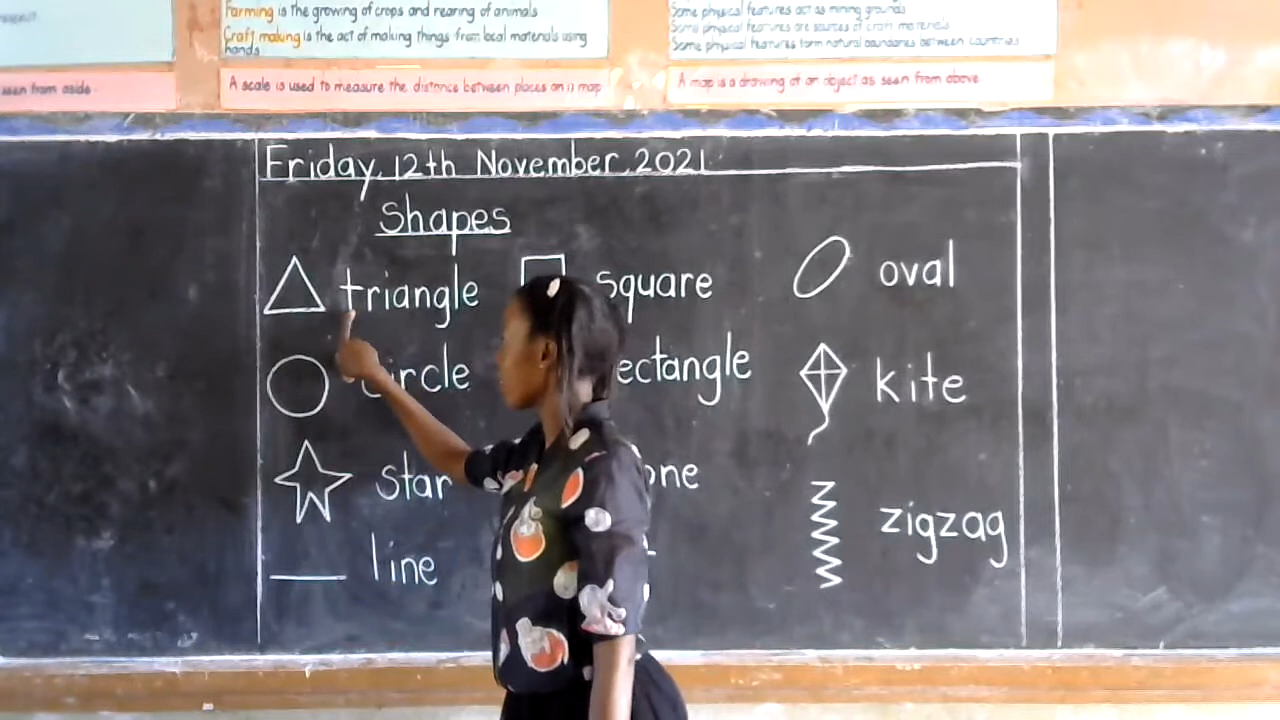 Farming is the growing of crops and rearing of animals
Craft making is the act of making things from local materials using
hands
Some physical features act as mining grounds
Some physical features are sources of craft materials
Some physical features form natural boundaries between countries
seen from aside.
A scale is used to measure the distance between places on a map
A map is a drawing of an object as seen from above
Friday, 12th November, 2021
Shapes
triangle
square
oval
circle
ectangle
kite
star
one
zigzag
line